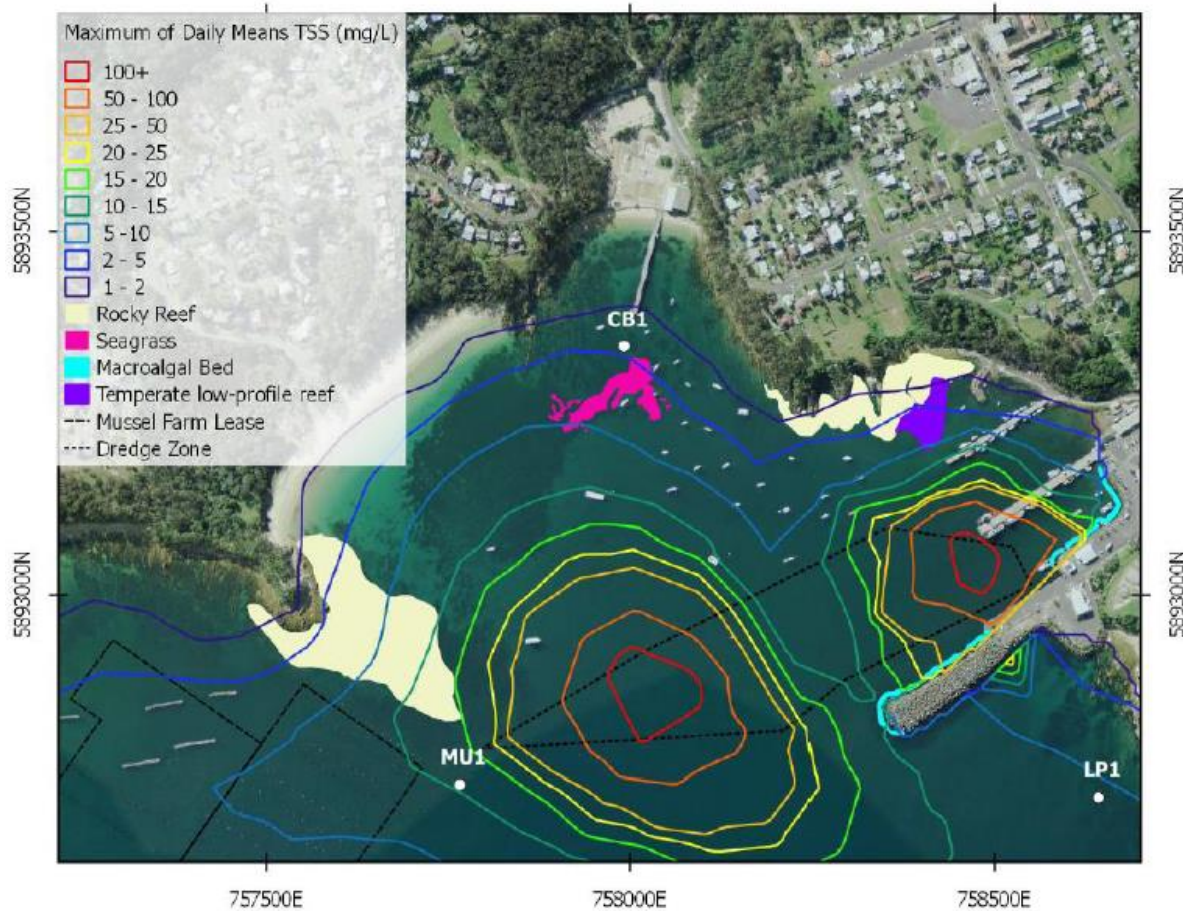 Maximum of Daily Means TSS (mg/L)
100+
50 - 100
25 - 50
20 - 25
15 - 20
10 - 15
5 -10
2 - 5
1 - 2
Rocky Reef
Seagrass
Macroalgal Bed
Temperate low-profile reef
Mussel Farm Lease
Dredge Zone
5893500N
5893500N
CB1
5893000N
5893000N
MU1
LP1
757500E
758000E
758500E